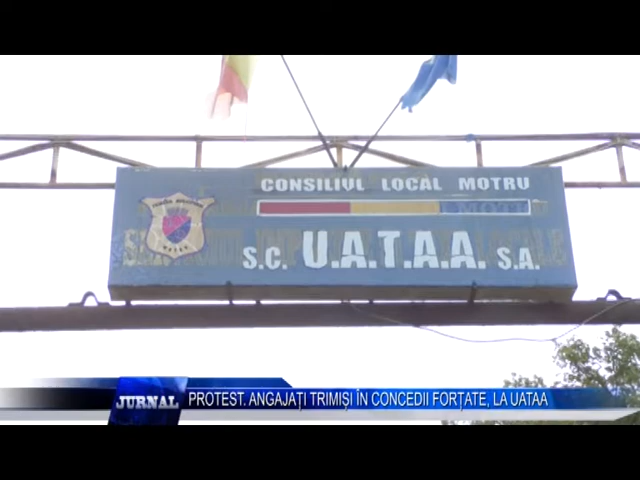 CONSILIUL LOCAL MOTRU
S.C. U.A.T.A.A. S.A.
JURNAL
PROTEST. ANGAJAȚI TRIMIȘI ÎN CONCEDII FORȚATE, LA UATAA